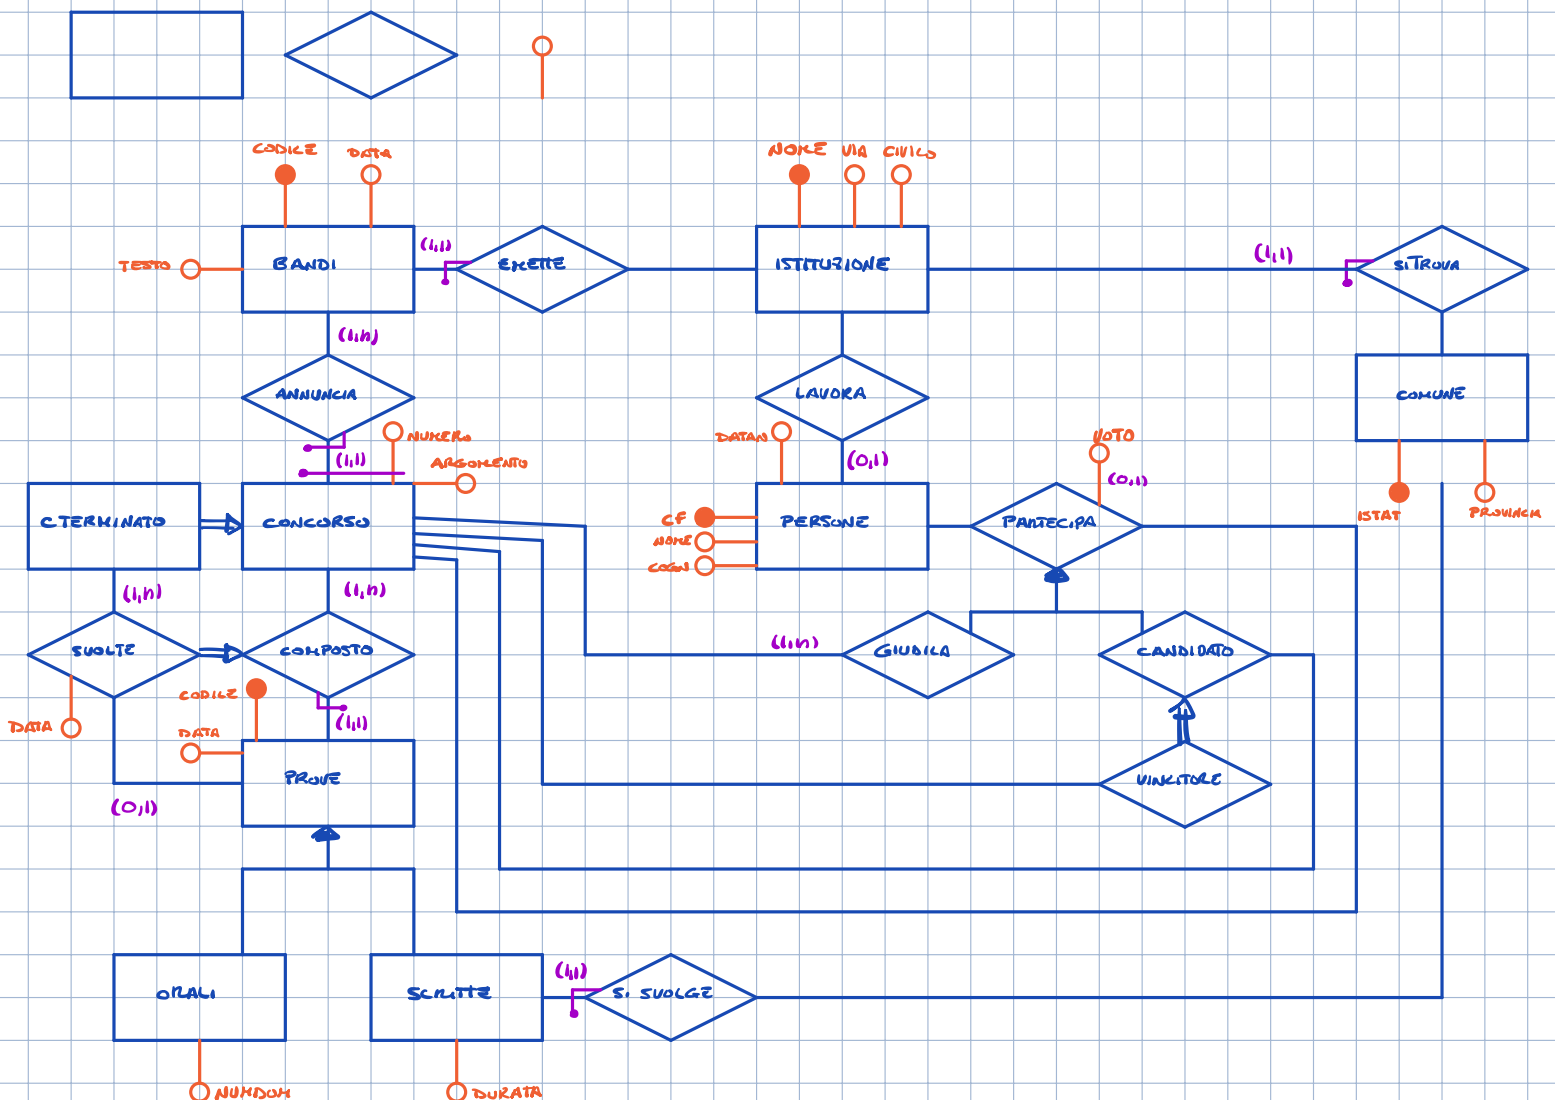 CODICE
DATA
NOME
VIA
CIVICO
TESTO
BANDI
(1,1)
EMETTE
ISTITUZIONE
(1,1)
SITROVA
(1,n)
ANNUNCIA
LAVORA
COMUNE
NUMERO
DATAN
VOTO
(1,1)
ARGOMENTO
(0,1)
(0,1)
CTERMINATO
CONCORSO
CF
PERSONE
PARTECIPA
ISTAT
PROVINCIA
NOME
COGN
(1,n)
(1,n)
SVOLTE
COMPOSTO
(1,n)
GIUDICA
CANDIDATO
CODICE
DATA
(1,1)
DATA
PROVE
VINCITORE
(0,1)
ORALI
SCRITTE
(1,1)
SI SVOLGE
NUMDOM
DURATA